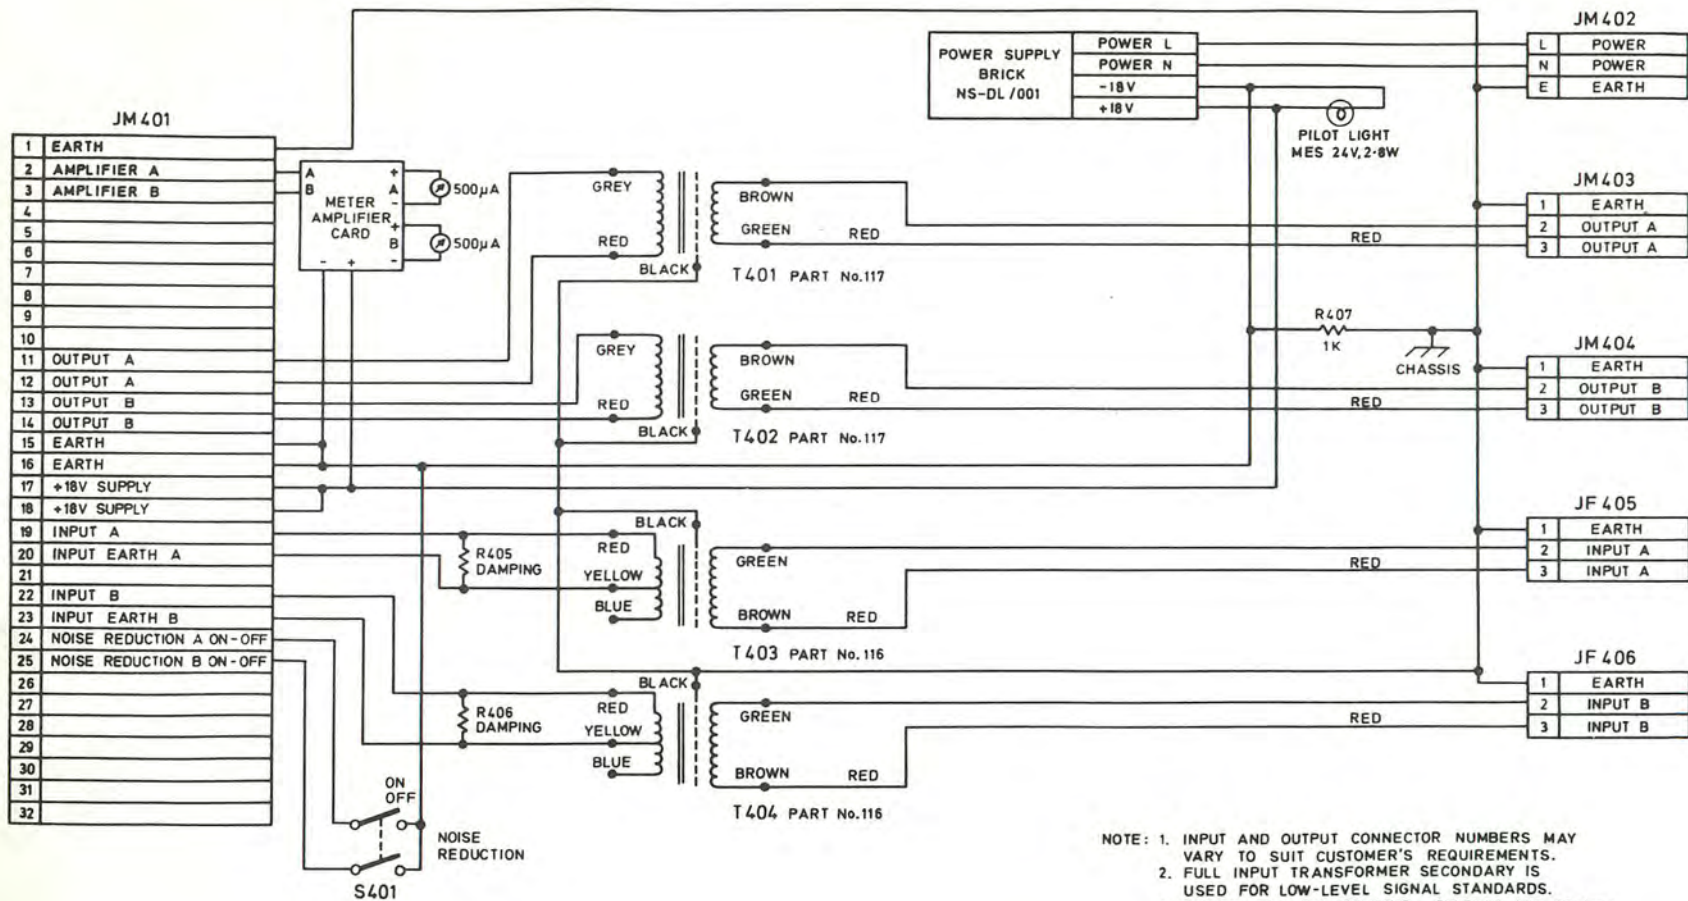 JM 402
POWER SUPPLY BRICK NS-DL/001
POWER L
POWER N
-18V
+18V
L POWER
N POWER
E EARTH
PILOT LIGHT
MES 24V, 2·8W
JM 401
1 EARTH
2 AMPLIFIER A
3 AMPLIFIER B
4
5
6
7
8
9
10
11 OUTPUT A
12 OUTPUT A
13 OUTPUT B
14 OUTPUT B
15 EARTH
16 EARTH
17 +18V SUPPLY
18 +18V SUPPLY
19 INPUT A
20 INPUT EARTH A
21
22 INPUT B
23 INPUT EARTH B
24 NOISE REDUCTION A ON-OFF
25 NOISE REDUCTION B ON-OFF
26
27
28
29
30
31
32
A +
B A
-
METER
AMPLIFIER
CARD
+
B
-
- +
500µA
500µA
GREY
RED
BLACK
BROWN
GREEN
RED
RED
T401 PART No.117
JM403
1 EARTH
2 OUTPUT A
3 OUTPUT A
GREY
RED
BLACK
BROWN
GREEN
RED
RED
T402 PART No.117
R407
1K
CHASSIS
JM404
1 EARTH
2 OUTPUT B
3 OUTPUT B
R405
DAMPING
BLACK
RED
YELLOW
BLUE
GREEN
BROWN
RED
RED
T403 PART No.116
JF 405
1 EARTH
2 INPUT A
3 INPUT A
R406
DAMPING
BLACK
RED
YELLOW
BLUE
GREEN
BROWN
RED
RED
T404 PART No.116
JF 406
1 EARTH
2 INPUT B
3 INPUT B
ON
OFF
NOISE
REDUCTION
S401
NOTE: 1. INPUT AND OUTPUT CONNECTOR NUMBERS MAY
VARY TO SUIT CUSTOMER'S REQUIREMENTS.
2. FULL INPUT TRANSFORMER SECONDARY IS
USED FOR LOW-LEVEL SIGNAL STANDARDS.